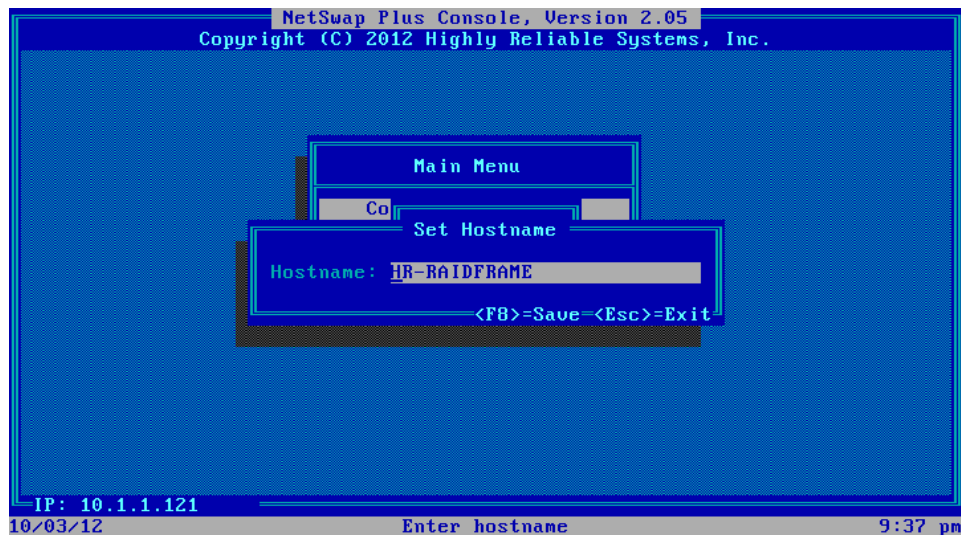 NetSwap Plus Console, Version 2.05
Copyright (C) 2012 Highly Reliable Systems, Inc.
Main Menu
Co
Set Hostname
Hostname: HR-RAIDFRAME
<F8>=Save=<Esc>=Exit
IP: 10.1.1.121
10/03/12 Enter hostname 9:37 pm